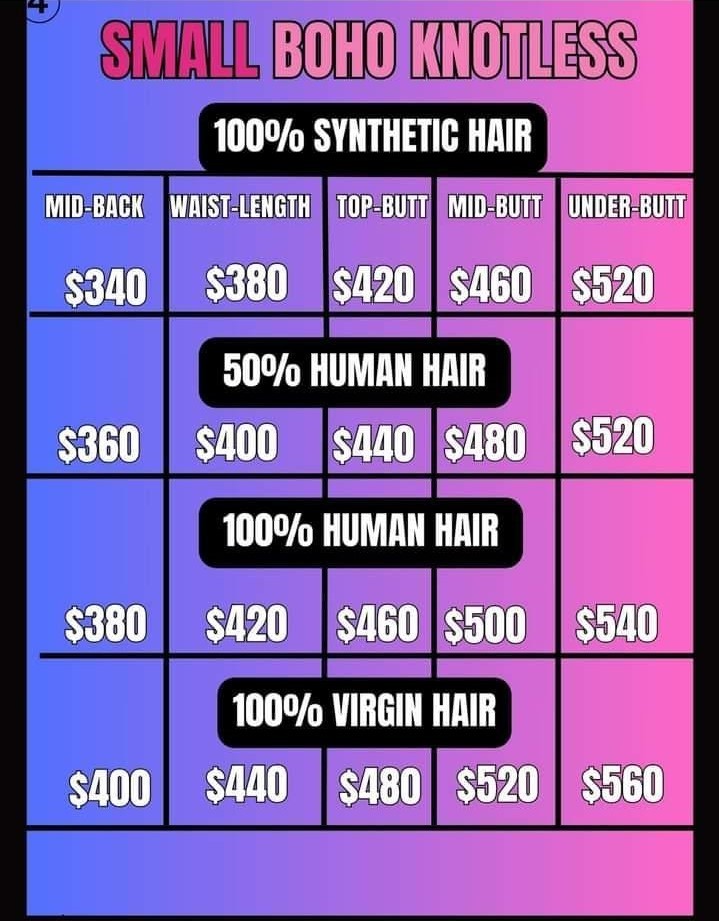 4
SMALL BOHO KNOTLESS
100% SYNTHETIC HAIR
MID-BACK WAIST-LENGTH TOP-BUTT MID-BUTT UNDER-BUTT
$340 $380 $420 $460 $520
50% HUMAN HAIR
$360 $400 $440 $480 $520
100% HUMAN HAIR
$380 $420 $460 $500 $540
100% VIRGIN HAIR
$400 $440 $480 $520 $560